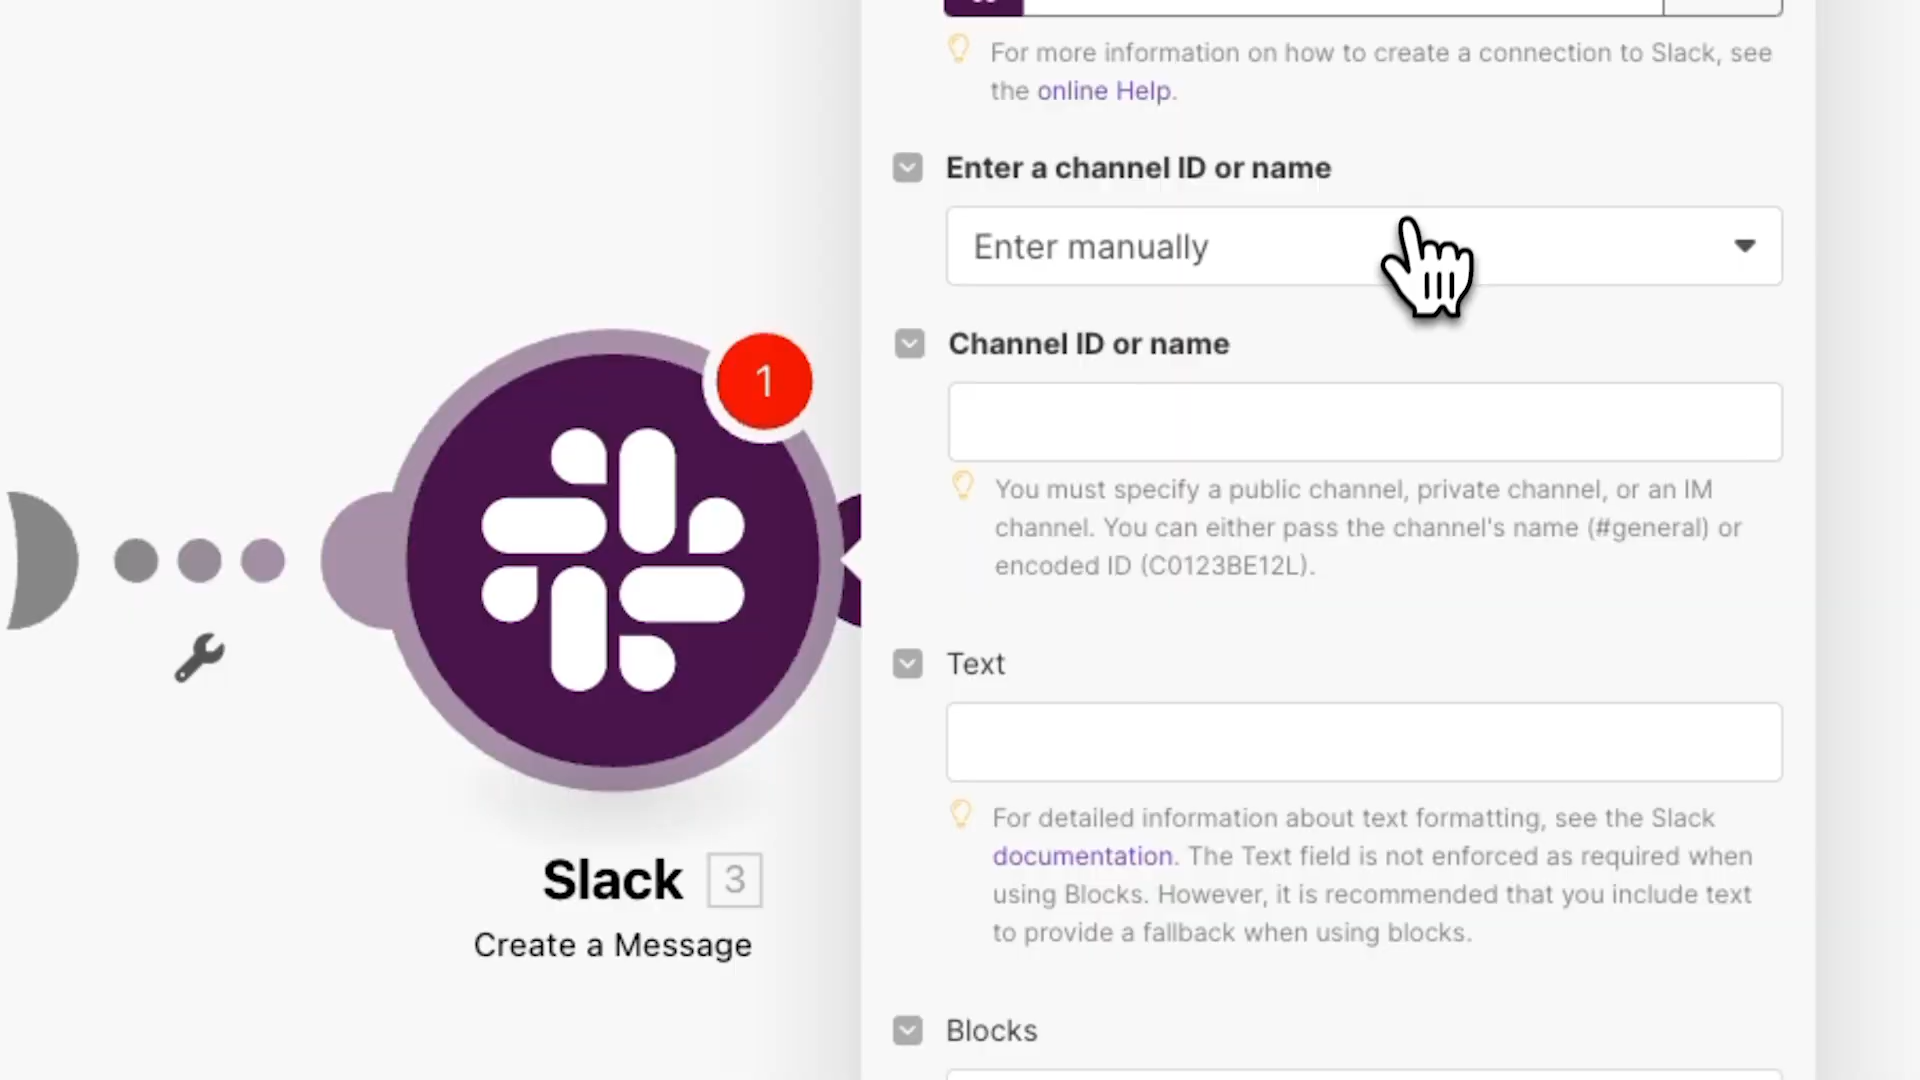 For more information on how to create a connection to Slack, see
the online Help.
Enter a channel ID or name
Enter manually
Channel ID or name
1
You must specify a public channel, private channel, or an IM
channel. You can either pass the channel's name (#general) or
encoded ID (C0123BE12L).
Text
For detailed information about text formatting, see the Slack
documentation. The Text field is not enforced as required when
using Blocks. However, it is recommended that you include text
to provide a fallback when using blocks.
Slack 3
Create a Message
Blocks